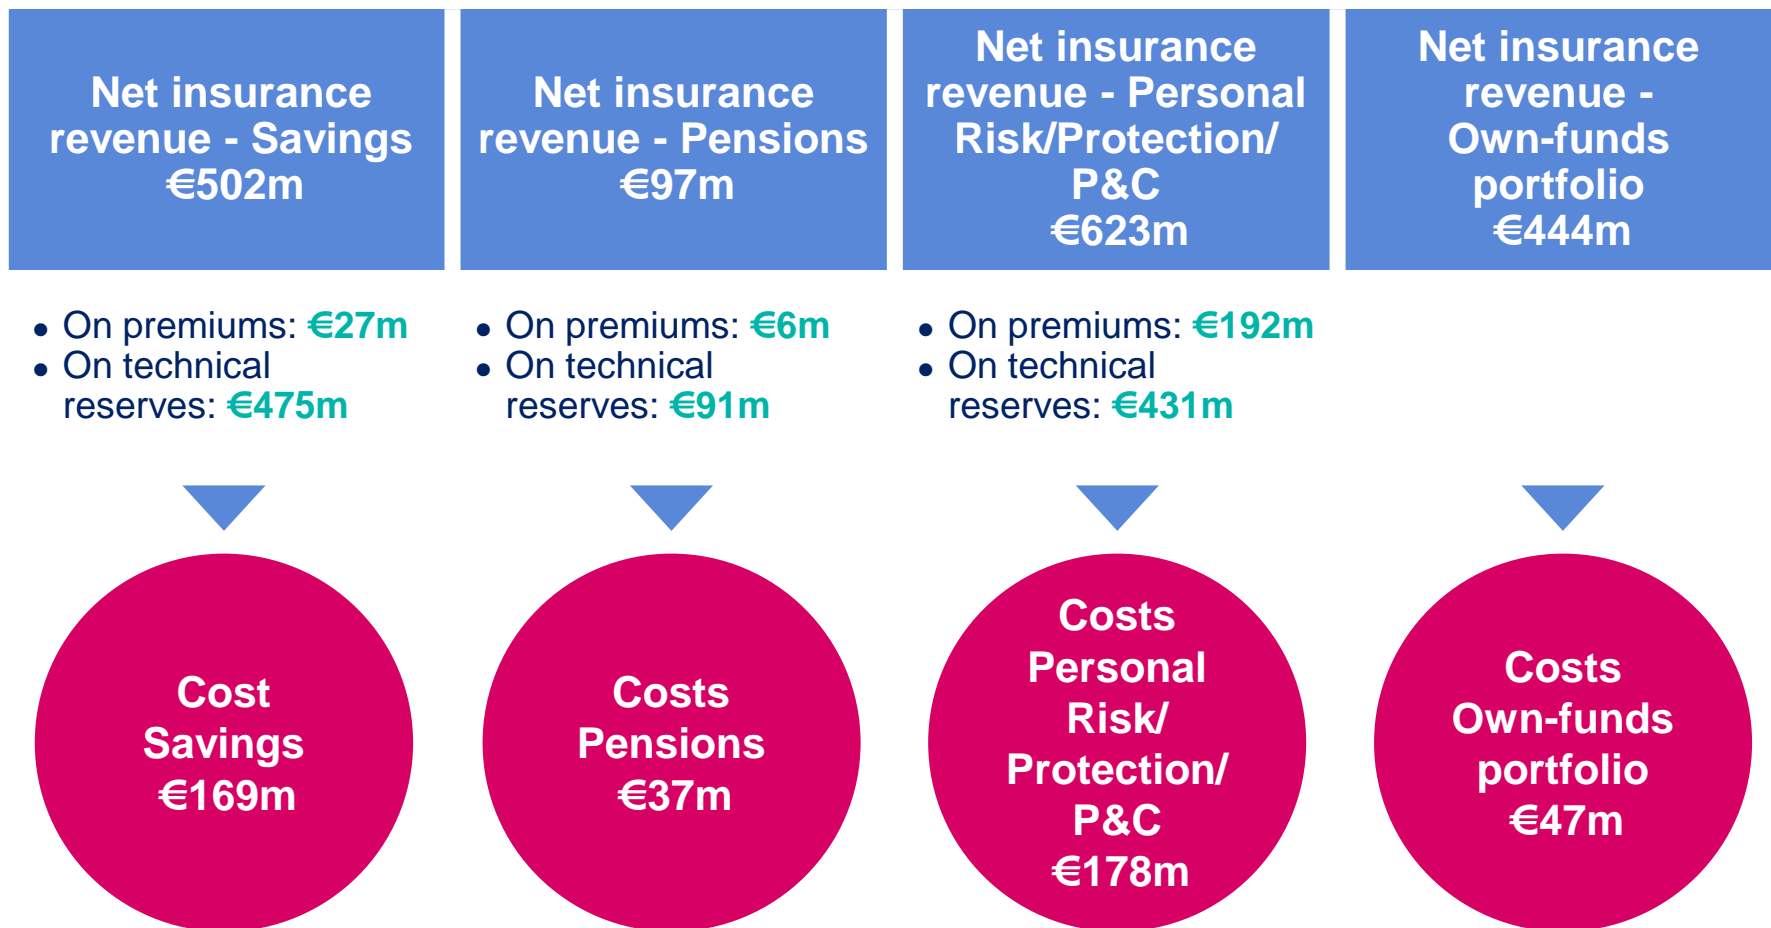 Net insurance
revenue - Savings
€502m
Net insurance
revenue - Pensions
€97m
Net insurance
revenue - Personal
Risk/Protection/
P&C
€623m
Net insurance
revenue -
Own-funds
portfolio
€444m
• On premiums: €27m
• On technical
reserves: €475m
• On premiums: €6m
• On technical
reserves: €91m
• On premiums: €192m
• On technical
reserves: €431m
Cost
Savings
€169m
Costs
Pensions
€37m
Costs
Personal
Risk/
Protection/
P&C
€178m
Costs
Own-funds
portfolio
€47m